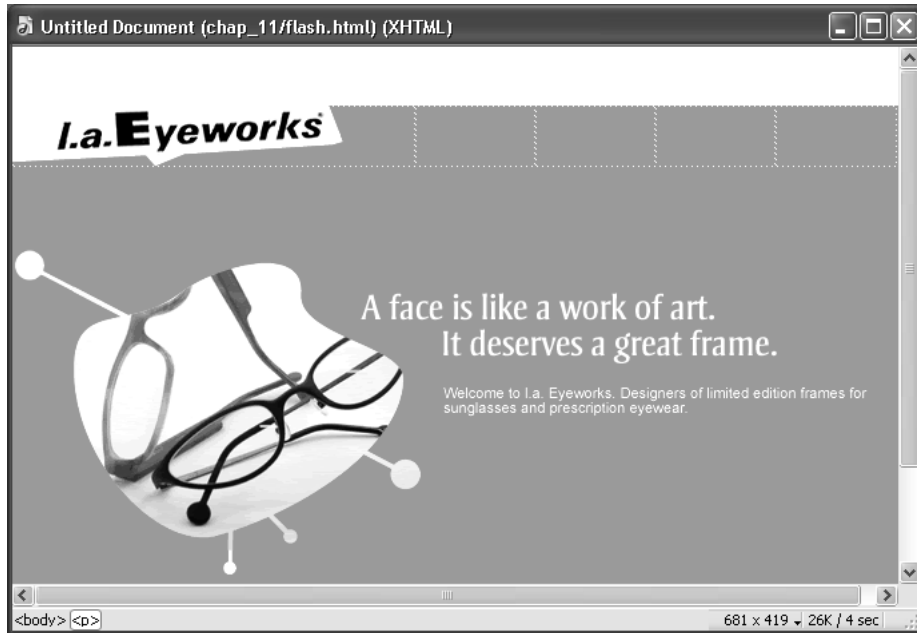 Untitled Document (chap_11/flash.html) (XHTML)
l.a.Eyeworks
A face is like a work of art.
It deserves a great frame.
Welcome to l.a. Eyeworks. Designers of limited edition frames for
sunglasses and prescription eyewear.
<body> <p> 681 x 419 26K / 4 sec